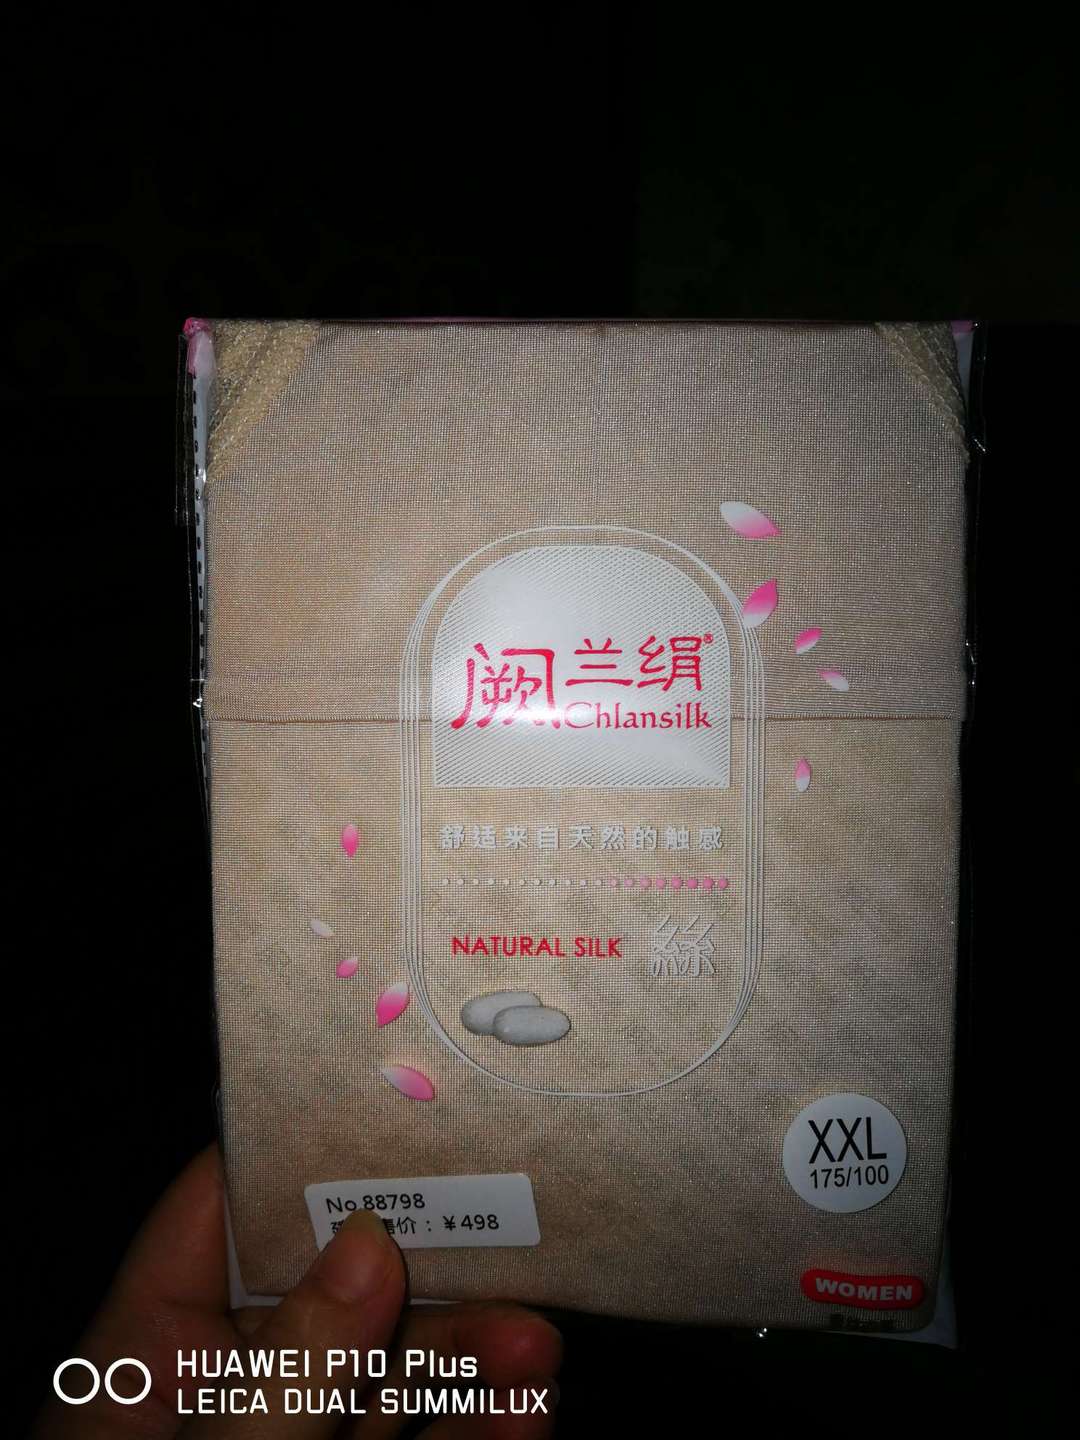 阙兰绢®
Chlansilk
舒适来自天然的触感
NATURAL SILK 絲
XXL
175/100
No.88798
售价：¥498
WOMEN
HUAWEI P10 Plus
LEICA DUAL SUMMILUX